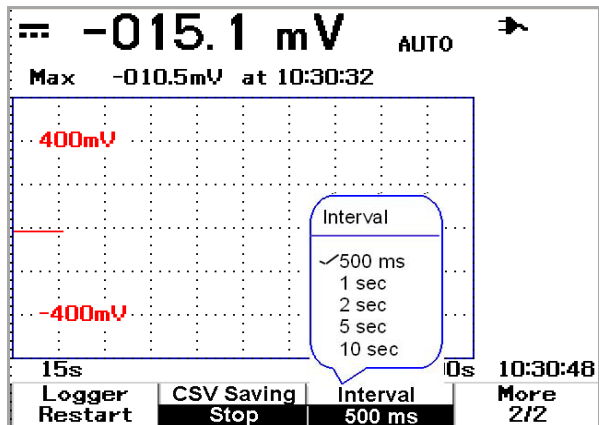 -015.1 mV AUTO
Max -010.5mV at 10:30:32
400mV
Interval
✓500 ms
1 sec
2 sec
5 sec
10 sec
-400mV
15s 0s 10:30:48
Logger Restart
CSV Saving Stop
Interval 500 ms
More 2/2